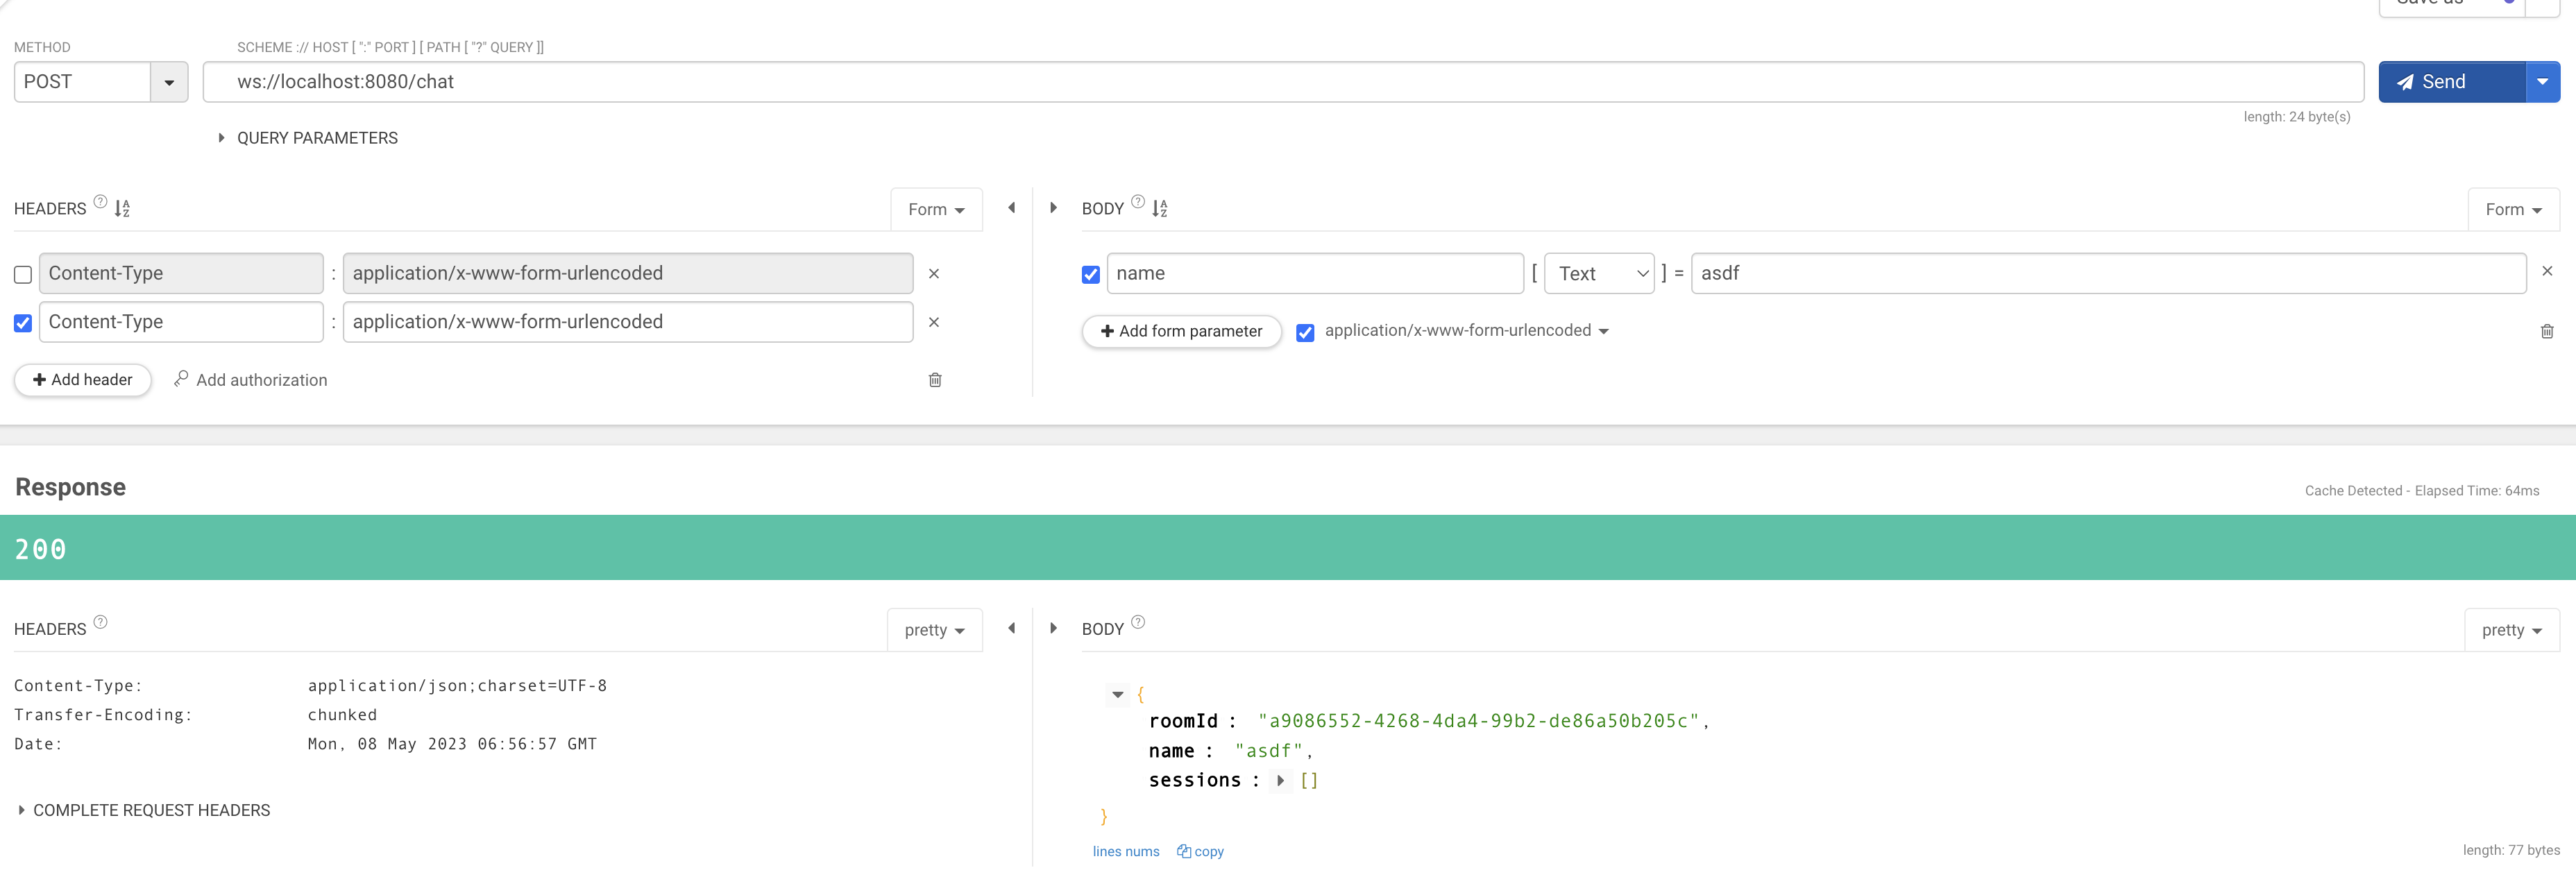 Save as
METHOD
SCHEME :// HOST [ ":" PORT ] [ PATH [ "?" QUERY ]]
POST
ws://localhost:8080/chat
Send
length: 24 byte(s)
QUERY PARAMETERS
HEADERS ? AZ
Form
BODY ? AZ
Form
Content-Type : application/x-www-form-urlencoded ×
name [ Text ] = asdf ×
Content-Type : application/x-www-form-urlencoded ×
+ Add form parameter
application/x-www-form-urlencoded
+ Add header
Add authorization
Response
Cache Detected - Elapsed Time: 64ms
200
HEADERS ?
pretty
BODY ?
pretty
Content-Type: application/json;charset=UTF-8
Transfer-Encoding: chunked
Date: Mon, 08 May 2023 06:56:57 GMT
COMPLETE REQUEST HEADERS
{
roomId : "a9086552-4268-4da4-99b2-de86a50b205c",
name : "asdf",
sessions : []
}
lines nums
copy
length: 77 bytes